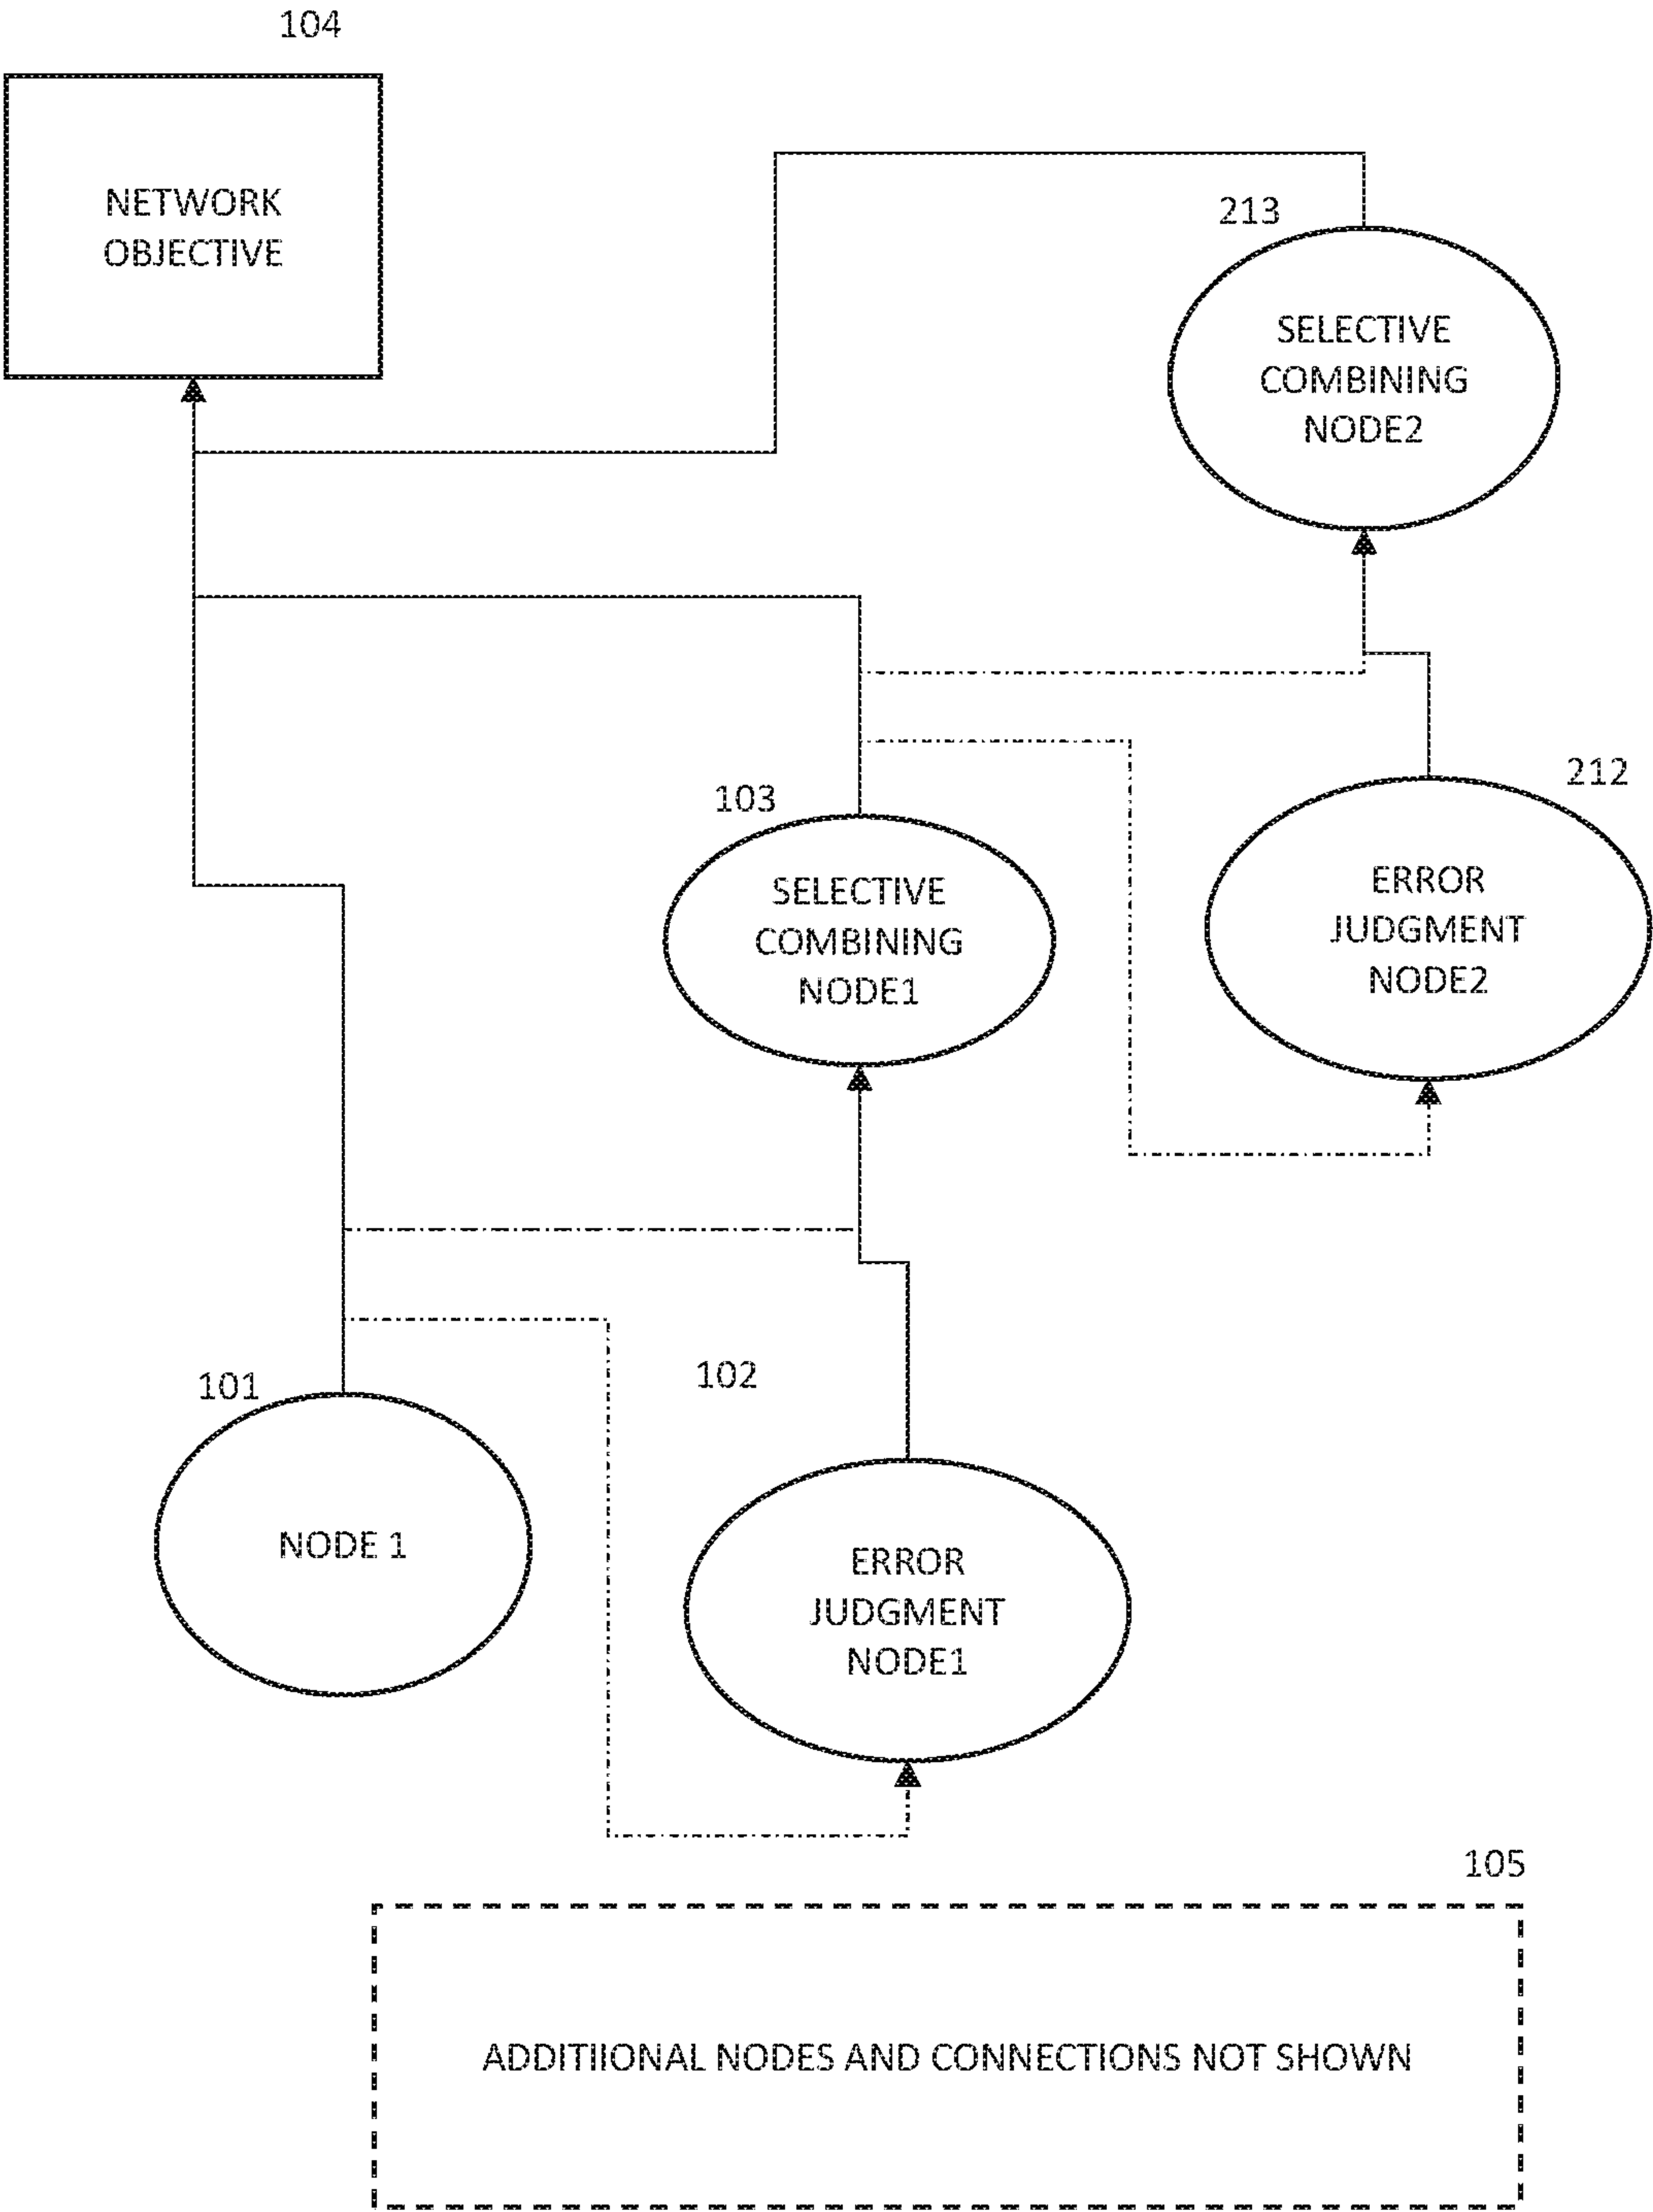 104
NETWORK
OBJECTIVE
213
SELECTIVE
COMBINING
NODE2
212
ERROR
JUDGMENT
NODE2
103
SELECTIVE
COMBINING
NODE1
101
NODE 1
102
ERROR
JUDGMENT
NODE1
105
ADDITIIONAL NODES AND CONNECTIONS NOT SHOWN